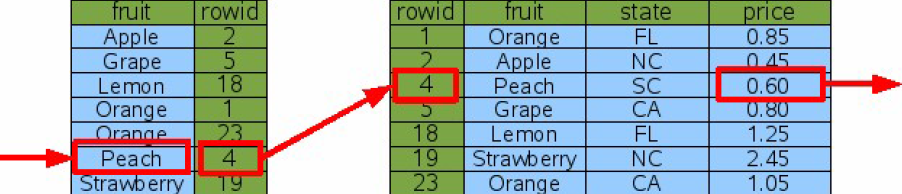 fruit rowid
Apple 2
Grape 5
Lemon 18
Orange 1
Orange 23
Peach 4
Strawberry 19
rowid fruit state price
1 Orange FL 0.85
2 Apple NC 0.45
4 Peach SC 0.60
5 Grape CA 0.80
18 Lemon FL 1.25
19 Strawberry NC 2.45
23 Orange CA 1.05